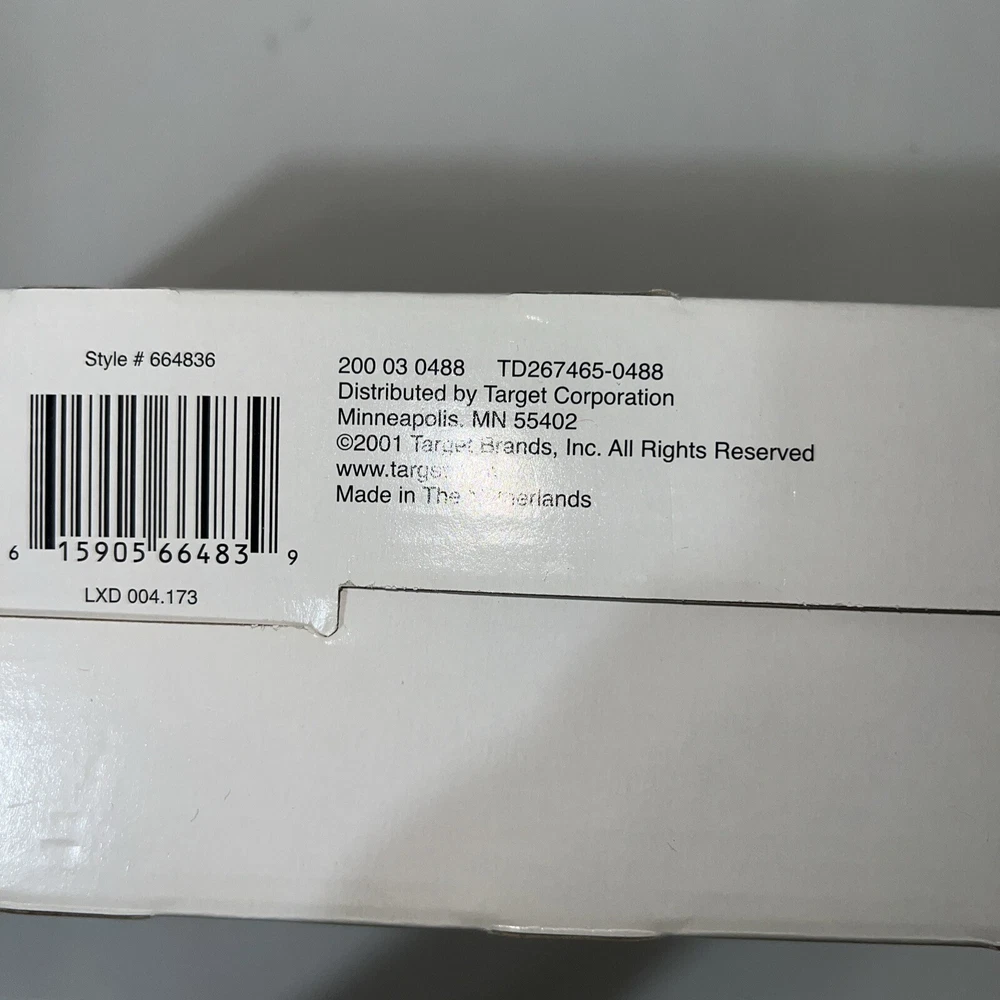 Style # 664836
6 15905 66483 9
LXD 004.173
200 03 0488 TD267465-0488
Distributed by Target Corporation
Minneapolis, MN 55402
©2001 Target Brands, Inc. All Rights Reserved
Made in The Netherlands